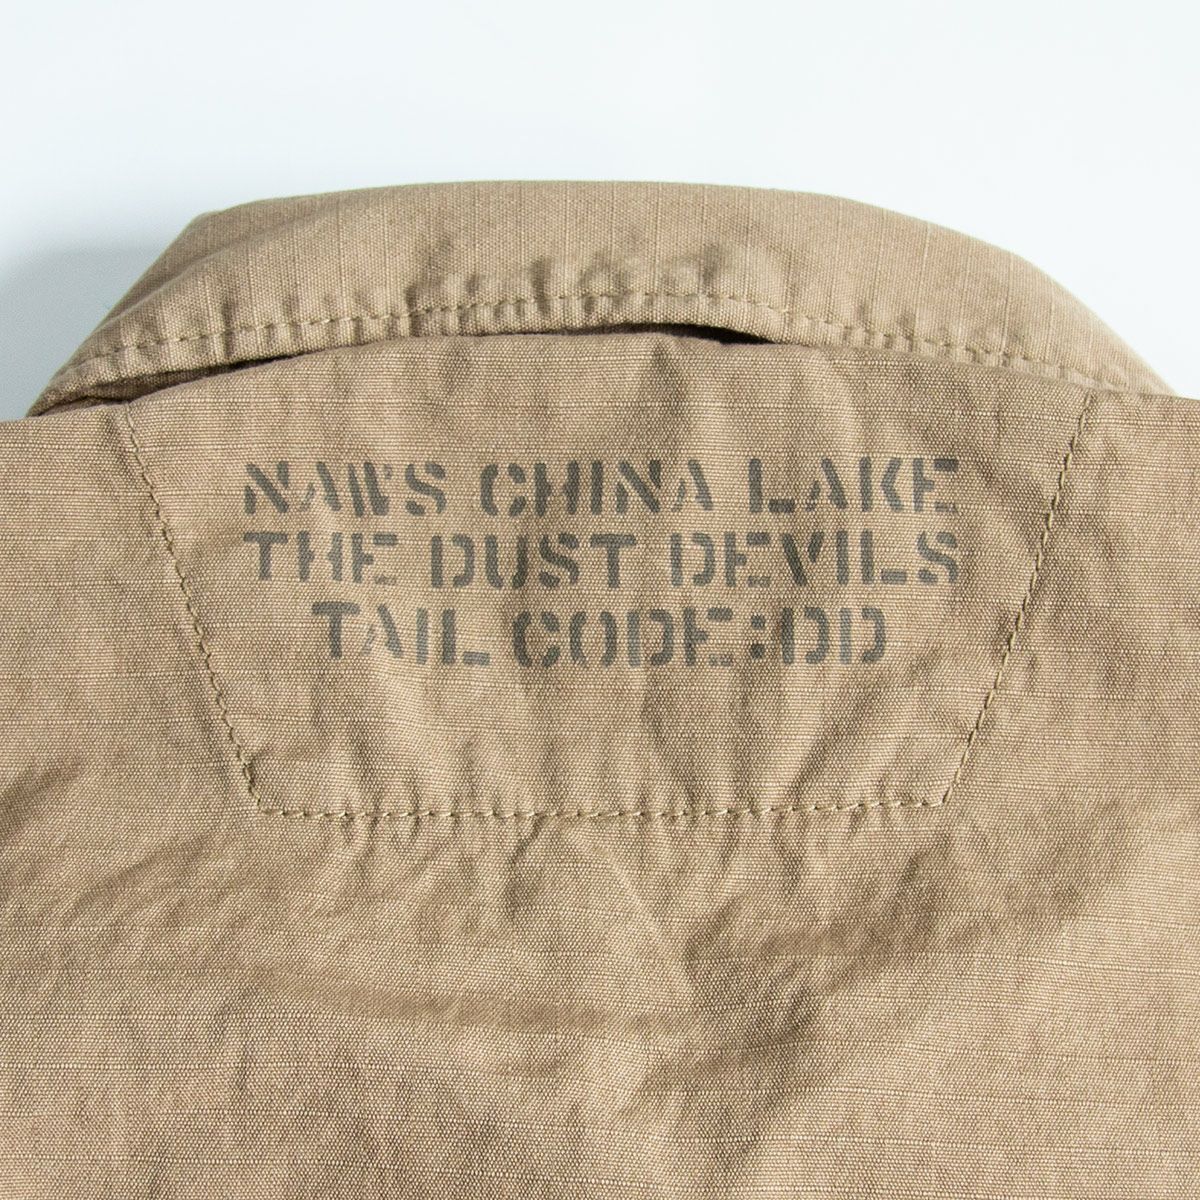 NAWS CHINA LAKE
THE DUST DEVILS
TAIL CODE:DD